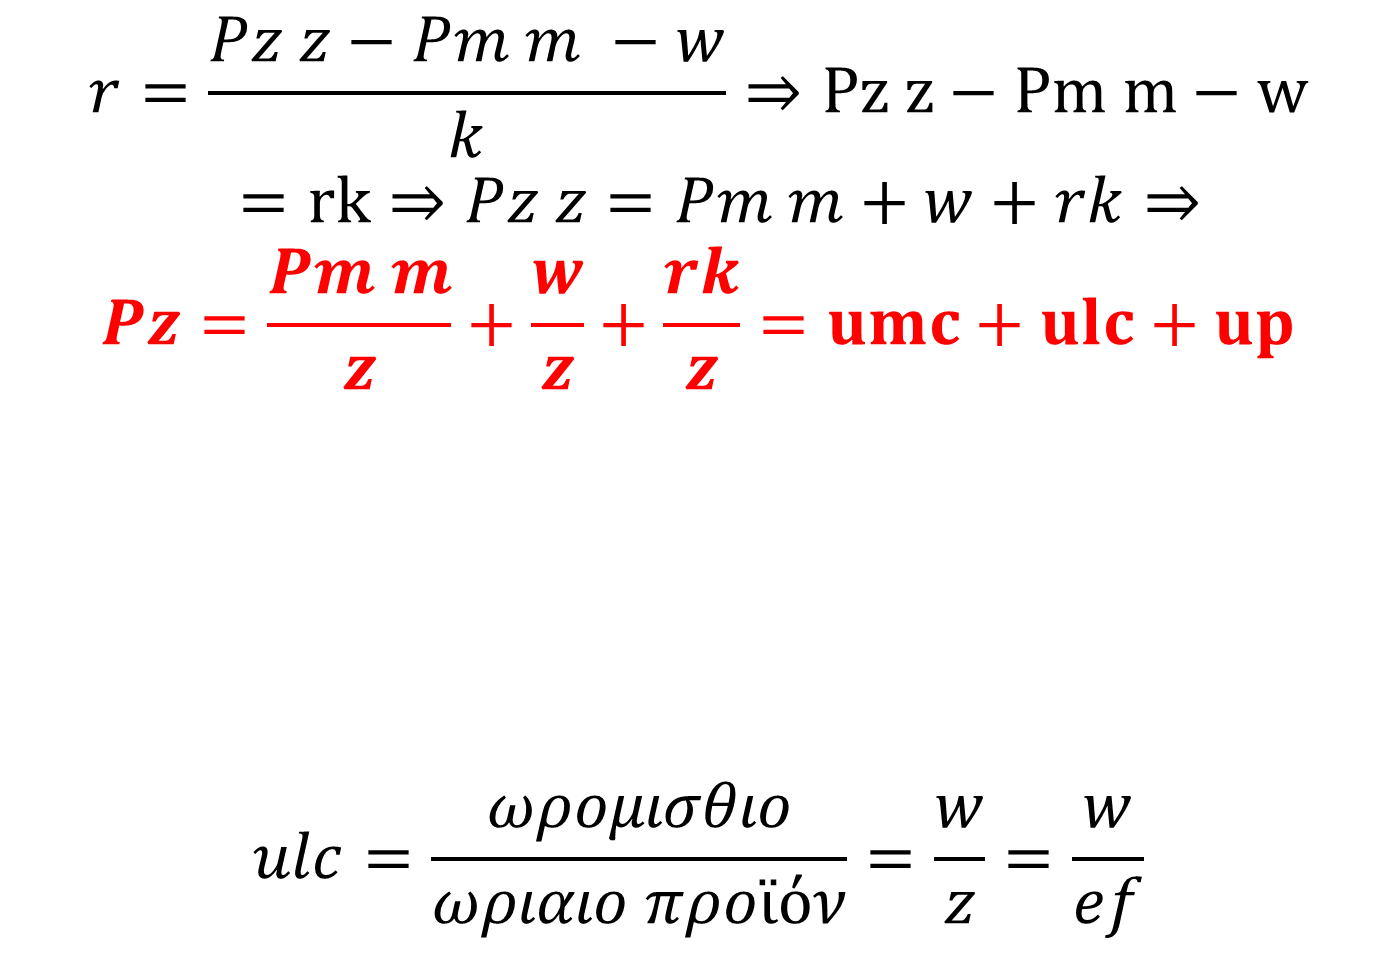 r = (Pz z − Pm m − w)/k ⇒ Pz z − Pm m − w
= rk ⇒ Pz z = Pm m + w + rk ⇒
Pz = (Pm m)/z + w/z + rk/z = umc + ulc + up
ulc = ωρομισθιο/ωριαιο προϊόν = w/z = w/ef